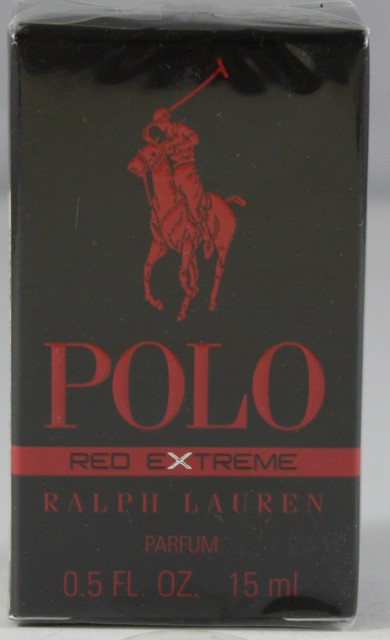 POLO
RED EXTREME
RALPH LAUREN
PARFUM
0.5 FL. OZ. 15 ml